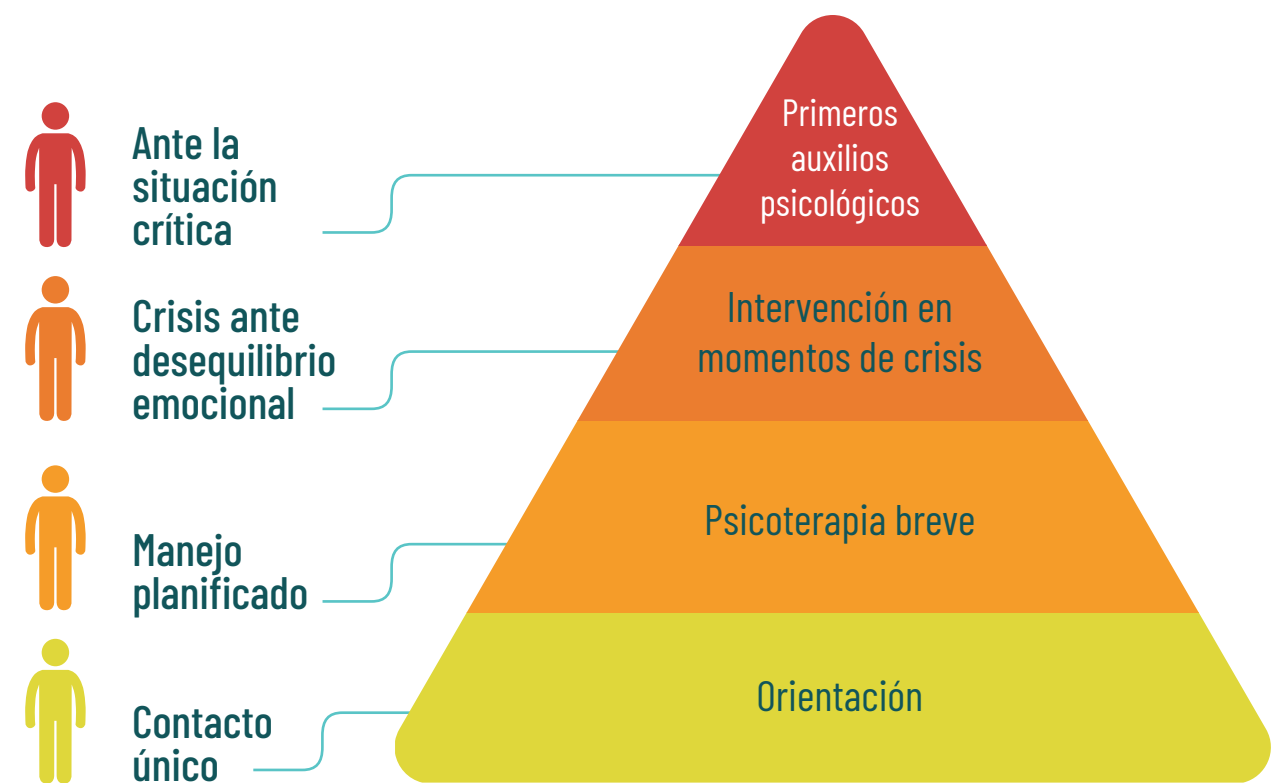 Ante la
situación
crítica
Primeros
auxilios
psicológicos
Crisis ante
desequilibrio
emocional
Intervención en
momentos de crisis
Manejo
planificado
Psicoterapia breve
Contacto
único
Orientación